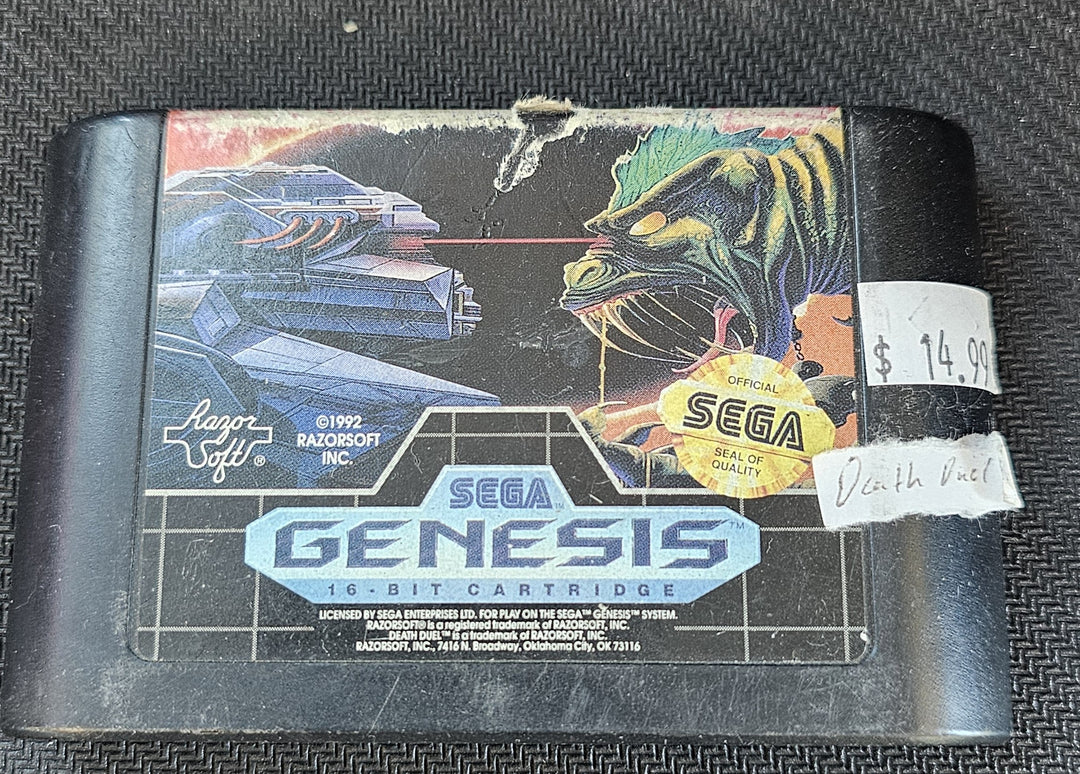 $ 14.99
OFFICIAL
SEGA
SEAL OF
QUALITY
Razor
Soft®
©1992
RAZORSOFT
INC.
Death Duel
SEGA™
GENESIS™
16-BIT CARTRIDGE
LICENSED BY SEGA ENTERPRISES LTD. FOR PLAY ON THE SEGA™ GENESIS™ SYSTEM.
RAZORSOFT® is a registered trademark of RAZORSOFT, INC.
DEATH DUEL™ is a trademark of RAZORSOFT, INC.
RAZORSOFT, INC., 7416 N. Broadway, Oklahoma City, OK 73116